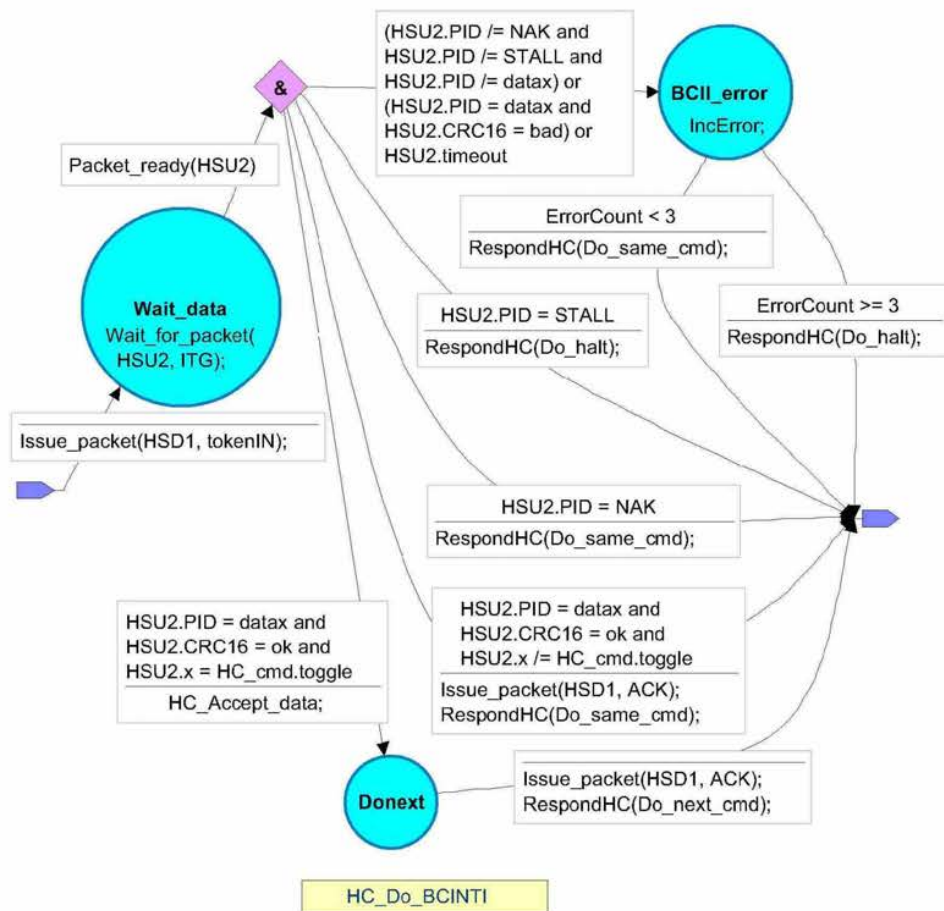 (HSU2.PID /= NAK and
HSU2.PID /= STALL and
HSU2.PID /= datax) or
(HSU2.PID = datax and
HSU2.CRC16 = bad) or
HSU2.timeout
&
BCII_error
IncError;
Packet_ready(HSU2)
ErrorCount < 3
RespondHC(Do_same_cmd);
Wait_data
Wait_for_packet(
HSU2, ITG);
HSU2.PID = STALL
RespondHC(Do_halt);
ErrorCount >= 3
RespondHC(Do_halt);
Issue_packet(HSD1, tokenIN);
HSU2.PID = NAK
RespondHC(Do_same_cmd);
HSU2.PID = datax and
HSU2.CRC16 = ok and
HSU2.x = HC_cmd.toggle
HC_Accept_data;
HSU2.PID = datax and
HSU2.CRC16 = ok and
HSU2.x /= HC_cmd.toggle
Issue_packet(HSD1, ACK);
RespondHC(Do_same_cmd);
Donext
Issue_packet(HSD1, ACK);
RespondHC(Do_next_cmd);
HC_Do_BCINTI